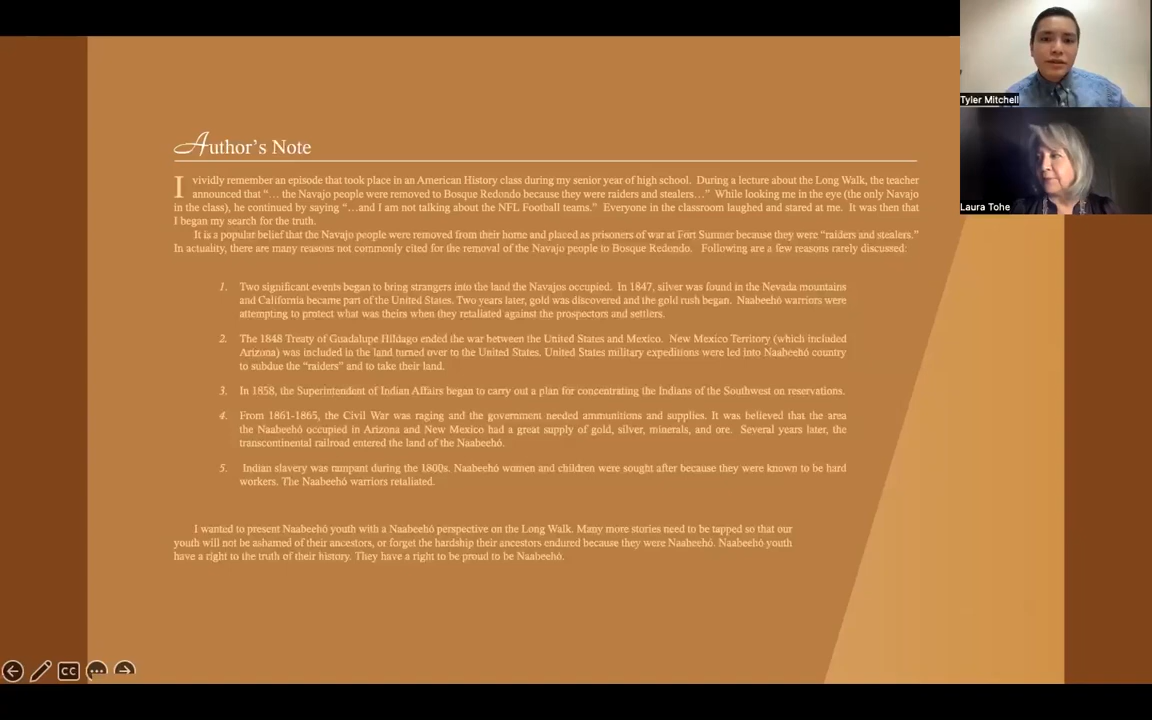 Author's Note
I vividly remember an episode that took place in an American History class during my senior year of high school. During a lecture about the Long Walk, the teacher
announced that “… the Navajo people were removed to Bosque Redondo because they were raiders and stealers…” While looking me in the eye (the only Navajo
in the class), he continued by saying “…and I am not talking about the NFL Football teams.” Everyone in the classroom laughed and stared at me. It was then that
I began my search for the truth.
It is a popular belief that the Navajo people were removed from their home and placed as prisoners of war at Fort Sumner because they were “raiders and stealers.”
In actuality, there are many reasons not commonly cited for the removal of the Navajo people to Bosque Redondo. Following are a few reasons rarely discussed:
1. Two significant events began to bring strangers into the land the Navajos occupied. In 1847, silver was found in the Nevada mountains
and California became part of the United States. Two years later, gold was discovered and the gold rush began. Naabeehó warriors were
attempting to protect what was theirs when they retaliated against the prospectors and settlers.
2. The 1848 Treaty of Guadalupe Hildago ended the war between the United States and Mexico. New Mexico Territory (which included
Arizona) was included in the land turned over to the United States. United States military expeditions were led into Naabeehó country
to subdue the “raiders” and to take their land.
3. In 1858, the Superintendent of Indian Affairs began to carry out a plan for concentrating the Indians of the Southwest on reservations.
4. From 1861-1865, the Civil War was raging and the government needed ammunitions and supplies. It was believed that the area
the Naabeehó occupied in Arizona and New Mexico had a great supply of gold, silver, minerals, and ore. Several years later, the
transcontinental railroad entered the land of the Naabeehó.
5. Indian slavery was rampant during the 1800s. Naabeehó women and children were sought after because they were known to be hard
workers. The Naabeehó warriors retaliated.
I wanted to present Naabeehó youth with a Naabeehó perspective on the Long Walk. Many more stories need to be tapped so that our
youth will not be ashamed of their ancestors, or forget the hardship their ancestors endured because they were Naabeehó. Naabeehó youth
have a right to the truth of their history. They have a right to be proud to be Naabeehó.
Tyler Mitchell
Laura Tohe
CC